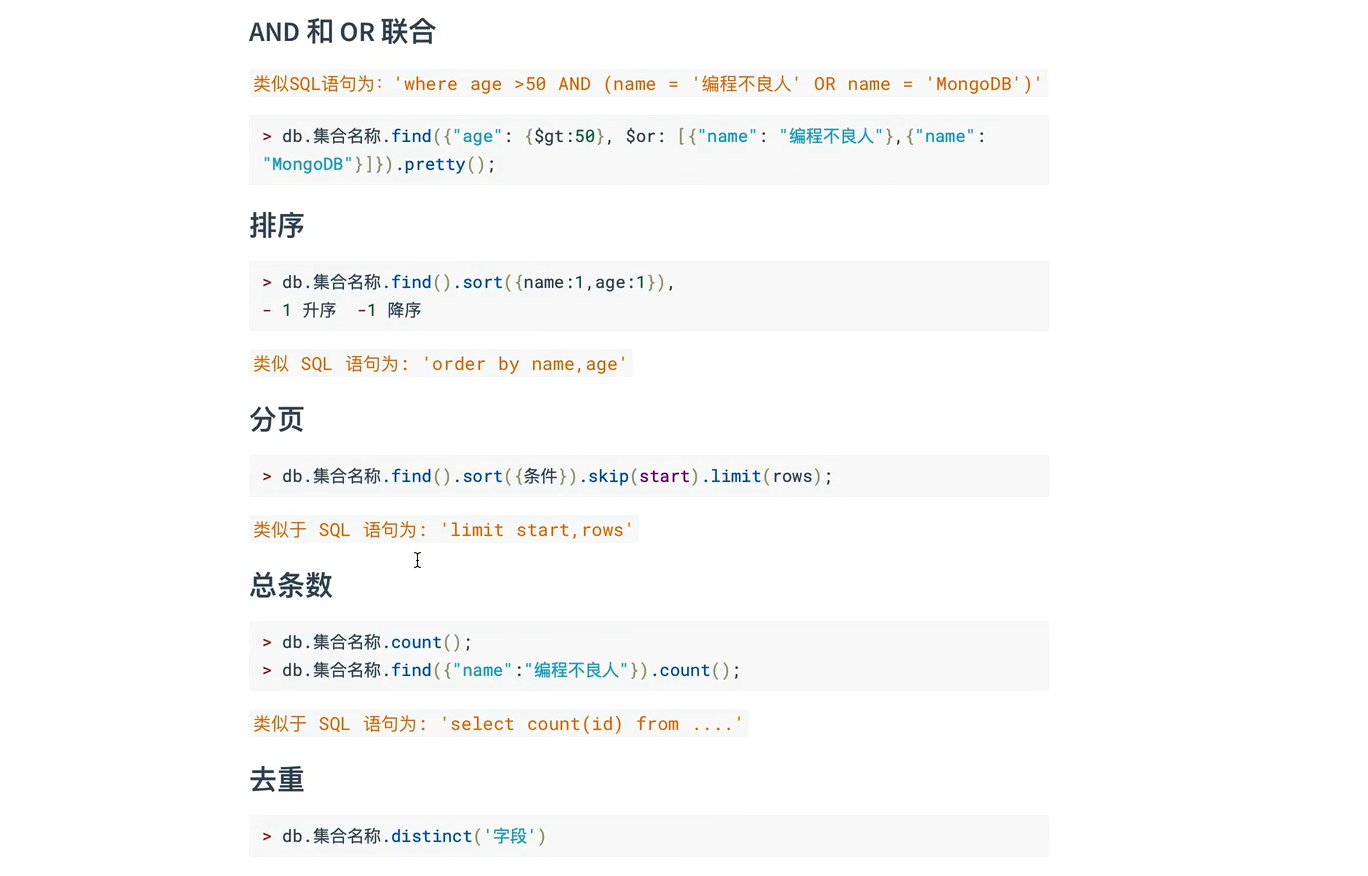 AND 和 OR 联合
类似SQL语句为：'where age >50 AND (name = '编程不良人' OR name = 'MongoDB')'
> db.集合名称.find({"age": {$gt:50}, $or: [{"name": "编程不良人"},{"name":
"MongoDB"}]}).pretty();
排序
> db.集合名称.find().sort({name:1,age:1}),
- 1 升序  -1 降序
类似 SQL 语句为: 'order by name,age'
分页
> db.集合名称.find().sort({条件}).skip(start).limit(rows);
类似于 SQL 语句为: 'limit start,rows'
总条数
> db.集合名称.count();
> db.集合名称.find({"name":"编程不良人"}).count();
类似于 SQL 语句为: 'select count(id) from ....'
去重
> db.集合名称.distinct('字段')